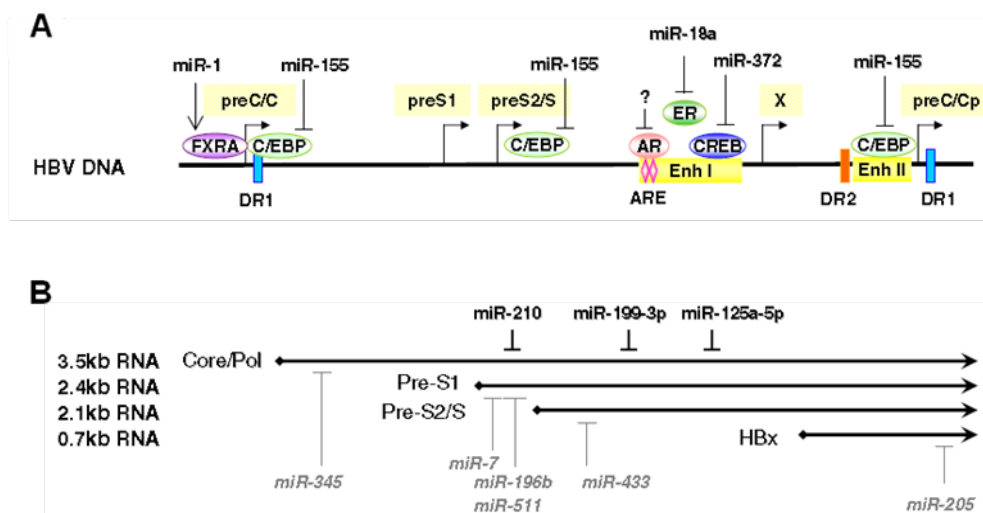 A
miR-18a
miR-1 miR-155 miR-155 miR-372 miR-155
preC/C preS1 preS2/S ? ER X preC/Cp
FXRA C/EBP C/EBP AR CREB C/EBP
HBV DNA Enh I Enh II
DR1 ARE DR2 DR1
B
miR-210 miR-199-3p miR-125a-5p
3.5kb RNA Core/Pol
2.4kb RNA Pre-S1
2.1kb RNA Pre-S2/S
0.7kb RNA HBx
miR-7
miR-345 miR-196b miR-433
miR-511 miR-205